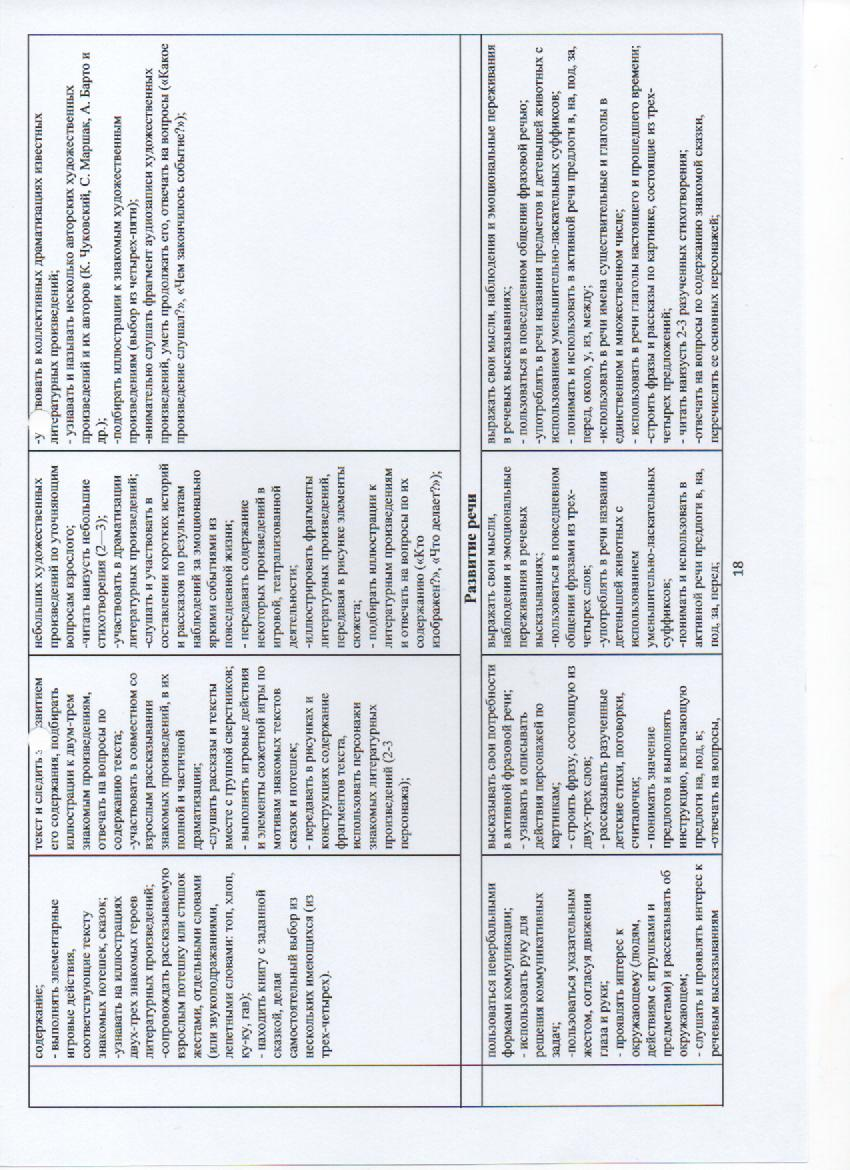 содержание;
- выполнять элементарные
игровые действия,
соответствующие тексту
знакомых потешек, сказок;
-узнавать на иллюстрациях
двух-трех знакомых героев
литературных произведений;
-сопровождать рассказываемую
взрослым потешку или стишок
жестами, отдельными словами
(или звукоподражаниями,
лепетными словами: топ, хлоп,
ку-ку, гав);
- находить книгу с заданной
сказкой, делая
самостоятельный выбор из
нескольких имеющихся (из
трех-четырех).
текст и следить з звитием
его содержания, подбирать
иллюстрации к двум-трем
знакомым произведениям,
отвечать на вопросы по
содержанию текста;
-участвовать в совместном со
взрослым рассказывании
знакомых произведений, в их
полной и частичной
драматизации;
-слушать рассказы и тексты
вместе с группой сверстников;
- выполнять игровые действия
и элементы сюжетной игры по
мотивам знакомых текстов
сказок и потешек;
- передавать в рисунках и
конструкциях содержание
фрагментов текста,
использовать персонажи
знакомых литературных
произведений (2-3
персонажа);
небольших художественных
произведений по уточняющим
вопросам взрослого;
-читать наизусть небольшие
стихотворения (2—3);
-участвовать в драматизации
литературных произведений;
-слушать и участвовать в
составлении коротких историй
и рассказов по результатам
наблюдений за эмоционально
яркими событиями из
повседневной жизни;
- передавать содержание
некоторых произведений в
игровой, театрализованной
деятельности;
-иллюстрировать фрагменты
литературных произведений,
передавая в рисунке элементы
сюжета;
- подбирать иллюстрации к
литературным произведениям
и отвечать на вопросы по их
содержанию («Кто
изображен?», «Что делает?»);
-у твовать в коллективных драматизациях известных
литературных произведений;
- узнавать и называть несколько авторских художественных
произведений и их авторов (К. Чуковский, С. Маршак, А. Барто и
др.);
-подбирать иллюстрации к знакомым художественным
произведениям (выбор из четырех-пяти);
-внимательно слушать фрагмент аудиозаписи художественных
произведений, уметь продолжать его, отвечать на вопросы («Какое
произведение слушал?», «Чем закончилось событие?»);
Развитие речи
пользоваться невербальными
формами коммуникации;
- использовать руку для
решения коммуникативных
задач;
-пользоваться указательным
жестом, согласуя движения
глаза и руки;
- проявлять интерес к
окружающему (людям,
действиям с игрушками и
предметами) и рассказывать об
окружающем;
- слушать и проявлять интерес к
речевым высказываниям
высказывать свои потребности
в активной фразовой речи;
- узнавать и описывать
действия персонажей по
картинкам;
- строить фразу, состоящую из
двух-трех слов;
- рассказывать разученные
детские стихи, поговорки,
считалочки;
- понимать значение
предлогов и выполнять
инструкцию, включающую
предлоги на, под, в;
-отвечать на вопросы,
выражать свои мысли,
наблюдения и эмоциональные
переживания в речевых
высказываниях;
-пользоваться в повседневном
общении фразами из трех-
четырех слов;
-употреблять в речи названия
детенышей животных с
использованием
уменьшительно-ласкательных
суффиксов;
-понимать и использовать в
активной речи предлоги в, на,
под, за, перед;
выражать свои мысли, наблюдения и эмоциональные переживания
в речевых высказываниях;
- пользоваться в повседневном общении фразовой речью;
-употреблять в речи названия предметов и детенышей животных с
использованием уменьшительно-ласкательных суффиксов;
- понимать и использовать в активной речи предлоги в, на, под, за,
перед, около, у, из, между;
-использовать в речи имена существительные и глаголы в
единственном и множественном числе;
- использовать в речи глаголы настоящего и прошедшего времени;
-строить фразы и рассказы по картинке, состоящие из трех-
четырех предложений;
- читать наизусть 2-3 разученных стихотворения;
-отвечать на вопросы по содержанию знакомой сказки,
перечислять ее основных персонажей;
18